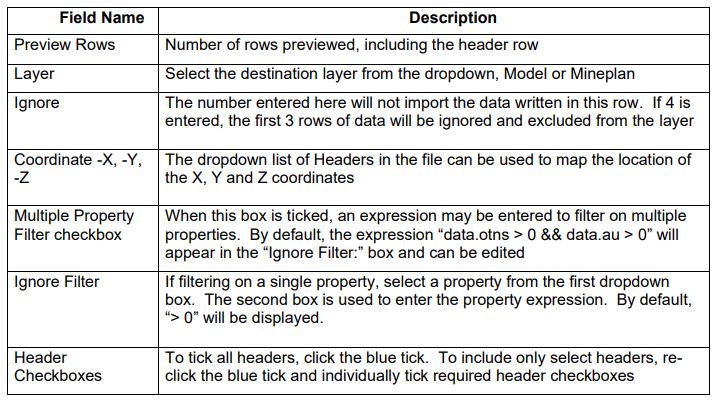 Field Name Description
Preview Rows Number of rows previewed, including the header row
Layer Select the destination layer from the dropdown, Model or Mineplan
Ignore The number entered here will not import the data written in this row. If 4 is
entered, the first 3 rows of data will be ignored and excluded from the layer
Coordinate -X, -Y, The dropdown list of Headers in the file can be used to map the location of
-Z the X, Y and Z coordinates
Multiple Property When this box is ticked, an expression may be entered to filter on multiple
Filter checkbox properties. By default, the expression “data.otns > 0 && data.au > 0” will
appear in the “Ignore Filter:” box and can be edited
Ignore Filter If filtering on a single property, select a property from the first dropdown
box. The second box is used to enter the property expression. By default,
“> 0” will be displayed.
Header To tick all headers, click the blue tick. To include only select headers, re-
Checkboxes click the blue tick and individually tick required header checkboxes